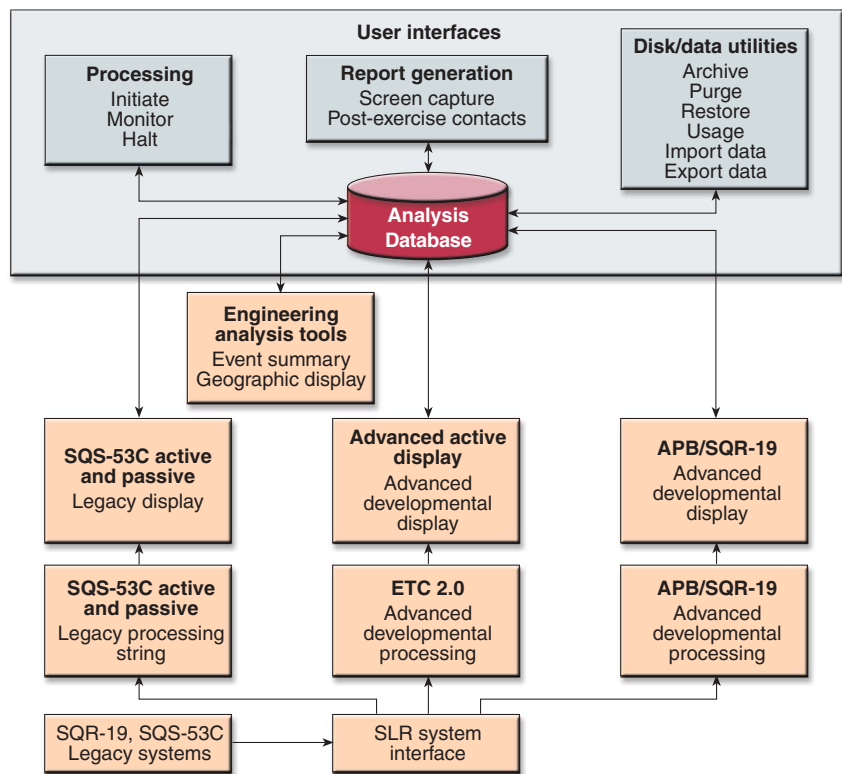 User interfaces
Processing
Initiate
Monitor
Halt
Report generation
Screen capture
Post-exercise contacts
Disk/data utilities
Archive
Purge
Restore
Usage
Import data
Export data
Analysis
Database
Engineering
analysis tools
Event summary
Geographic display
SQS-53C active
and passive
Legacy display
Advanced active
display
Advanced
developmental
display
APB/SQR-19
Advanced
developmental
display
SQS-53C active
and passive
Legacy processing
string
ETC 2.0
Advanced
developmental
processing
APB/SQR-19
Advanced
developmental
processing
SQR-19, SQS-53C
Legacy systems
SLR system
interface